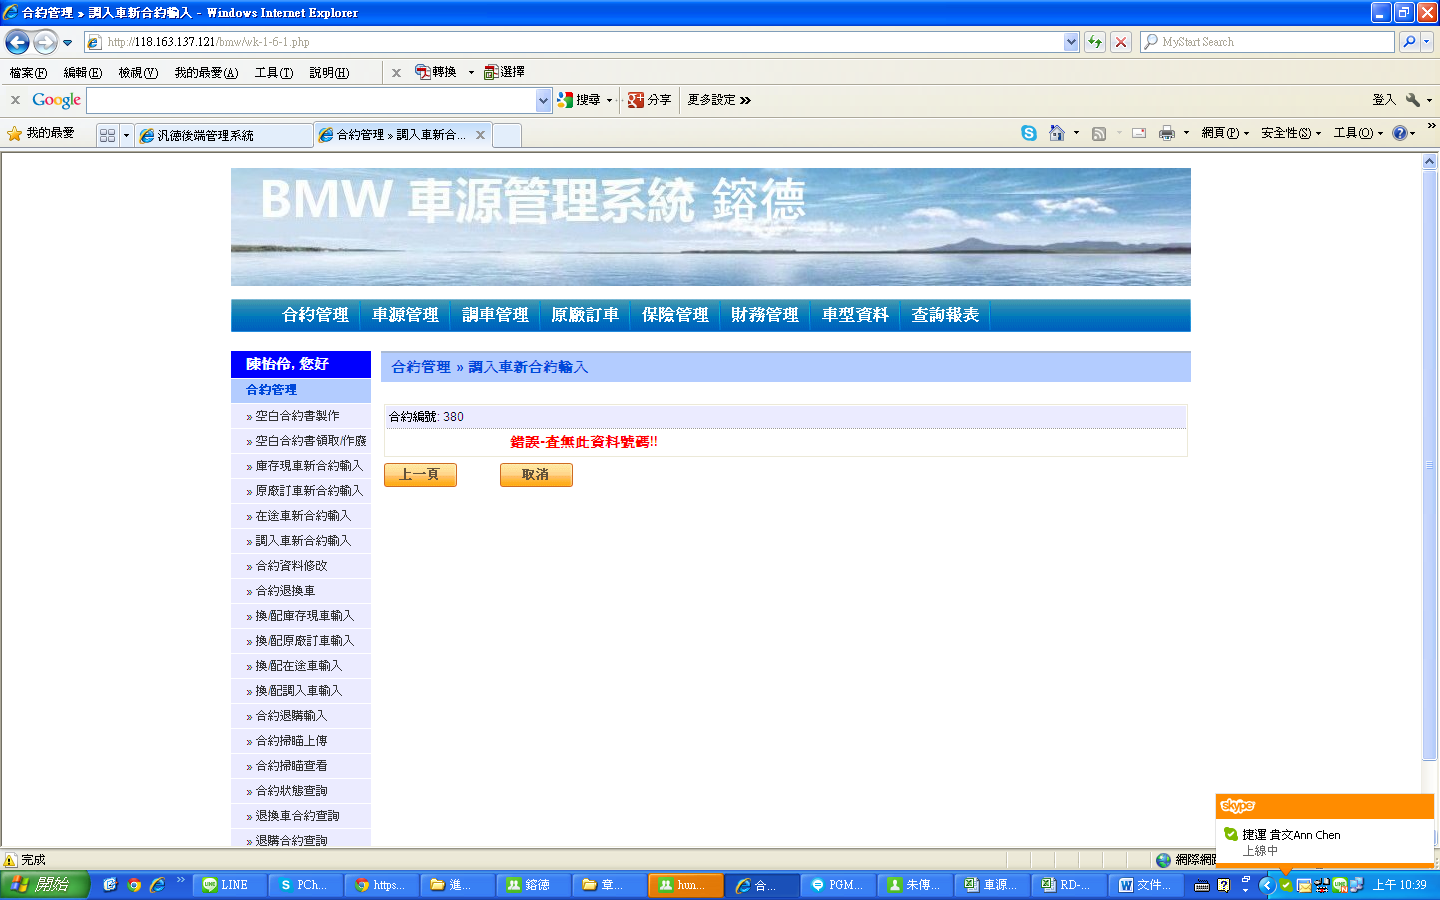 合約管理 » 調入車新合約輸入 - Windows Internet Explorer
http://118.163.137.121/bmw/wk-1-6-1.php
MyStart Search
檔案(F) 編輯(E) 檢視(V) 我的最愛(A) 工具(T) 說明(H) x 轉換 選擇
x Google 搜尋 分享 更多設定 » 登入
我的最愛 汎德後端管理系統 合約管理 » 調入車新合... 網頁(P) 安全性(S) 工具(O)
BMW 車源管理系統 鎔德
合約管理 車源管理 調車管理 原廠訂車 保險管理 財務管理 車型資料 查詢報表
陳怡伶, 您好
合約管理
» 空白合約書製作
» 空白合約書領取/作廢
» 庫存現車新合約輸入
» 原廠訂車新合約輸入
» 在途車新合約輸入
» 調入車新合約輸入
» 合約資料修改
» 合約退換車
» 換/配庫存現車輸入
» 換/配原廠訂車輸入
» 換/配在途車輸入
» 換/配調入車輸入
» 合約退購輸入
» 合約掃瞄上傳
» 合約掃瞄查看
» 合約狀態查詢
» 退換車合約查詢
» 退購合約查詢
合約管理 » 調入車新合約輸入
合約編號: 380
錯誤-查無此資料號碼!!
上一頁 取消
skype
捷運 貴文Ann Chen
上線中
完成 網際網路
開始 LINE PCh... https... 進... 鎔德 章... hun... 合... PGM... 朱傳... 車源... RD-... 文件... 上午 10:39